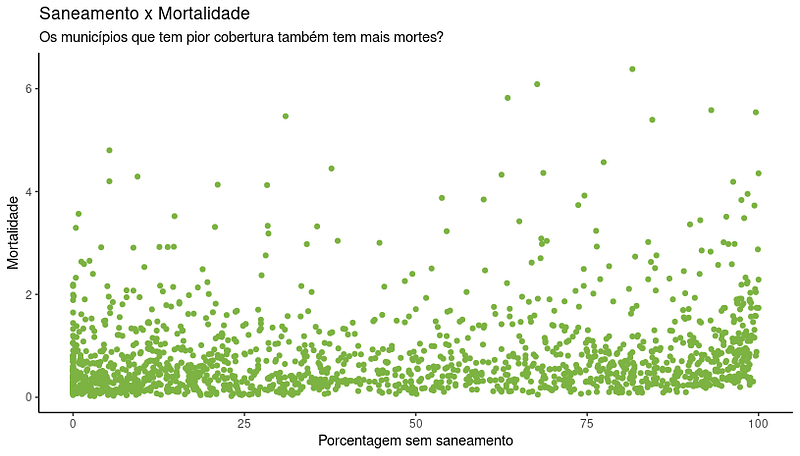 Saneamento x Mortalidade
Os municípios que tem pior cobertura também tem mais mortes?
Mortalidade
6
4
2
0
0 25 50 75 100
Porcentagem sem saneamento